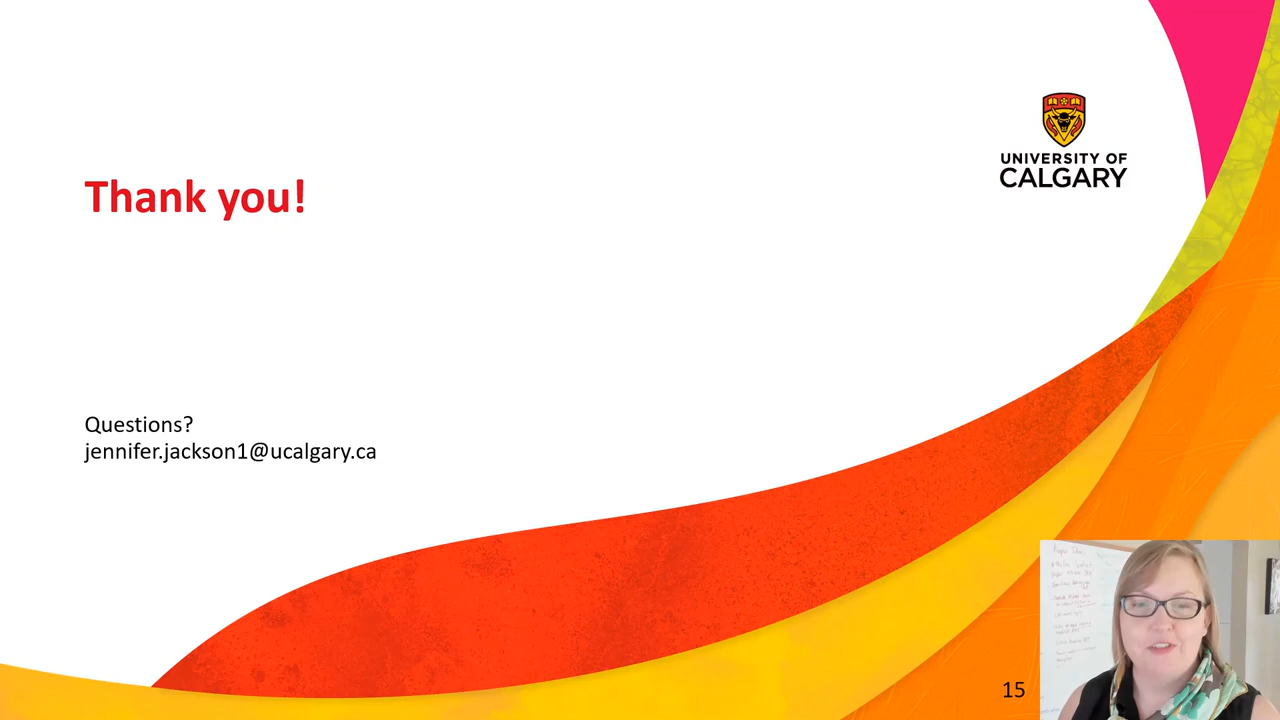 UNIVERSITY OF
CALGARY
Thank you!
Questions?
jennifer.jackson1@ucalgary.ca
15